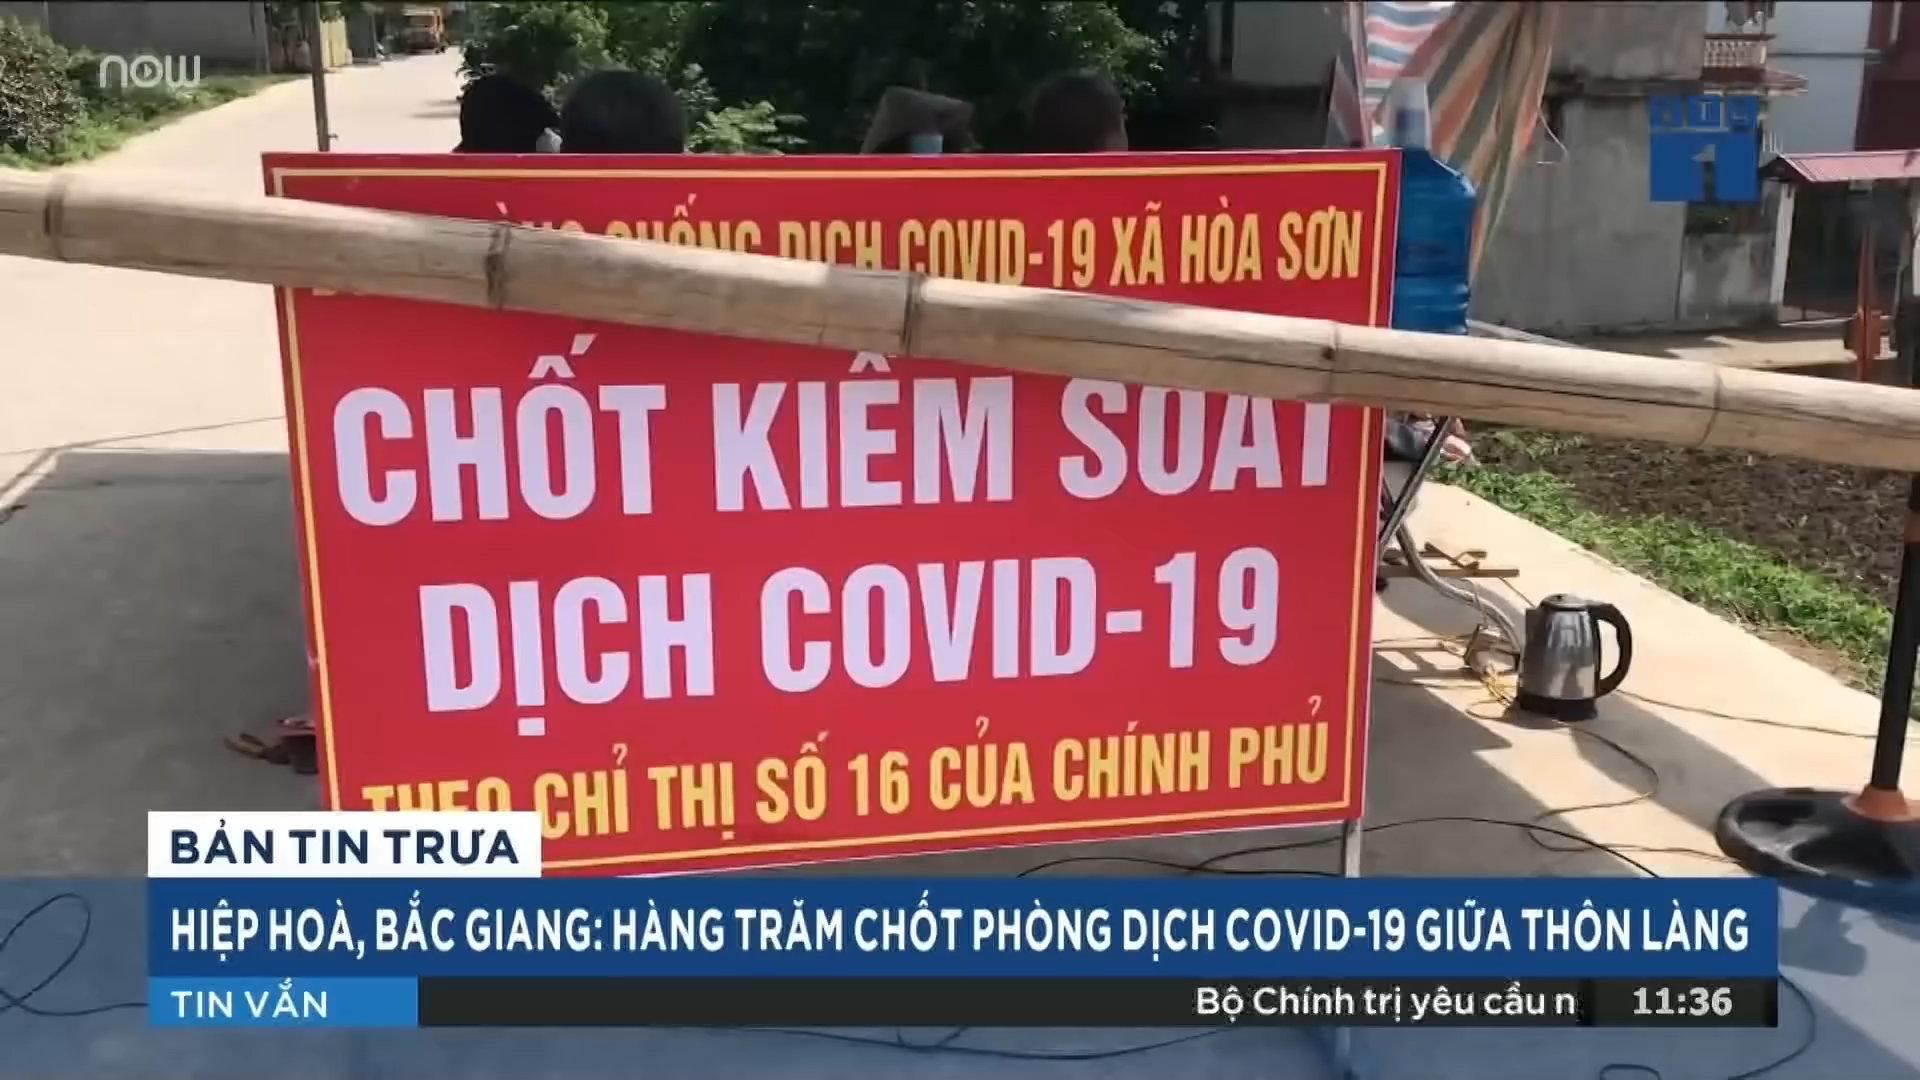 now
CHỐNG DỊCH COVID-19 XÃ HÒA SƠN
CHỐT KIỂM SOÁT
DỊCH COVID-19
THEO CHỈ THỊ SỐ 16 CỦA CHÍNH PHỦ
1
BẢN TIN TRƯA
HIỆP HOÀ, BẮC GIANG: HÀNG TRĂM CHỐT PHÒNG DỊCH COVID-19 GIỮA THÔN LÀNG
TIN VẮN
Bộ Chính trị yêu cầu n
11:36